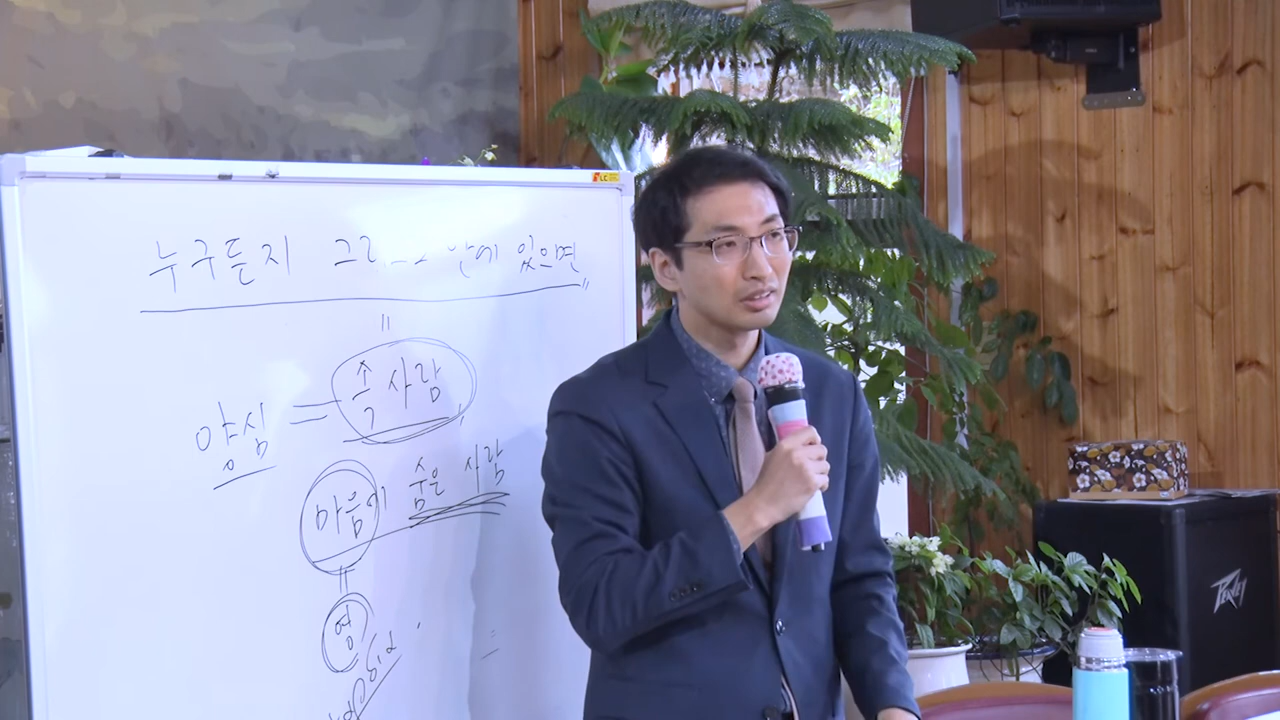 누구든지 안에 있으면
속사람
양심 =
마음에 숨은 사람
영
PEAVEY